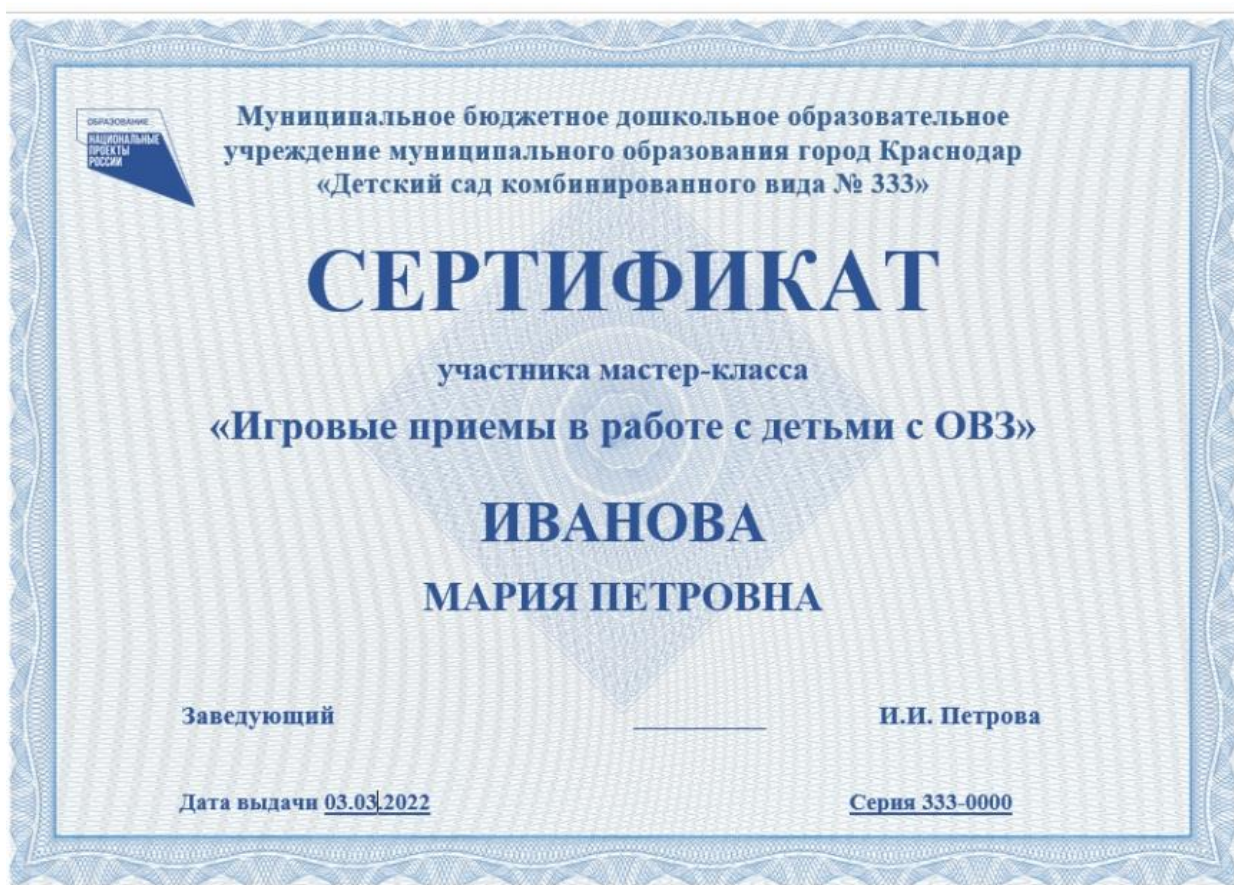 ОБРАЗОВАНИЕ
НАЦИОНАЛЬНЫЕ
ПРОЕКТЫ
РОССИИ
Муниципальное бюджетное дошкольное образовательное
учреждение муниципального образования город Краснодар
«Детский сад комбинированного вида № 333»
СЕРТИФИКАТ
участника мастер-класса
«Игровые приемы в работе с детьми с ОВЗ»
ИВАНОВА
МАРИЯ ПЕТРОВНА
Заведующий __________ И.И. Петрова
Дата выдачи 03.03.2022 Серия 333-0000